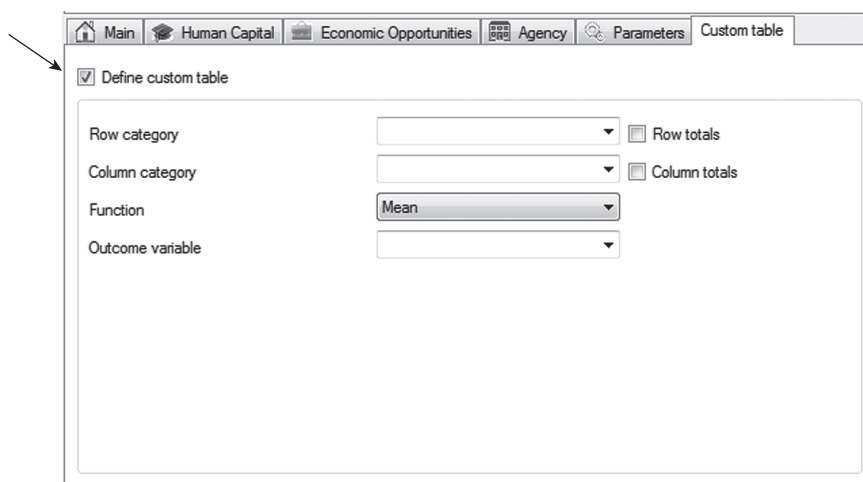 Main Human Capital Economic Opportunities Agency Parameters Custom table
Define custom table
Row category Row totals
Column category Column totals
Function Mean
Outcome variable